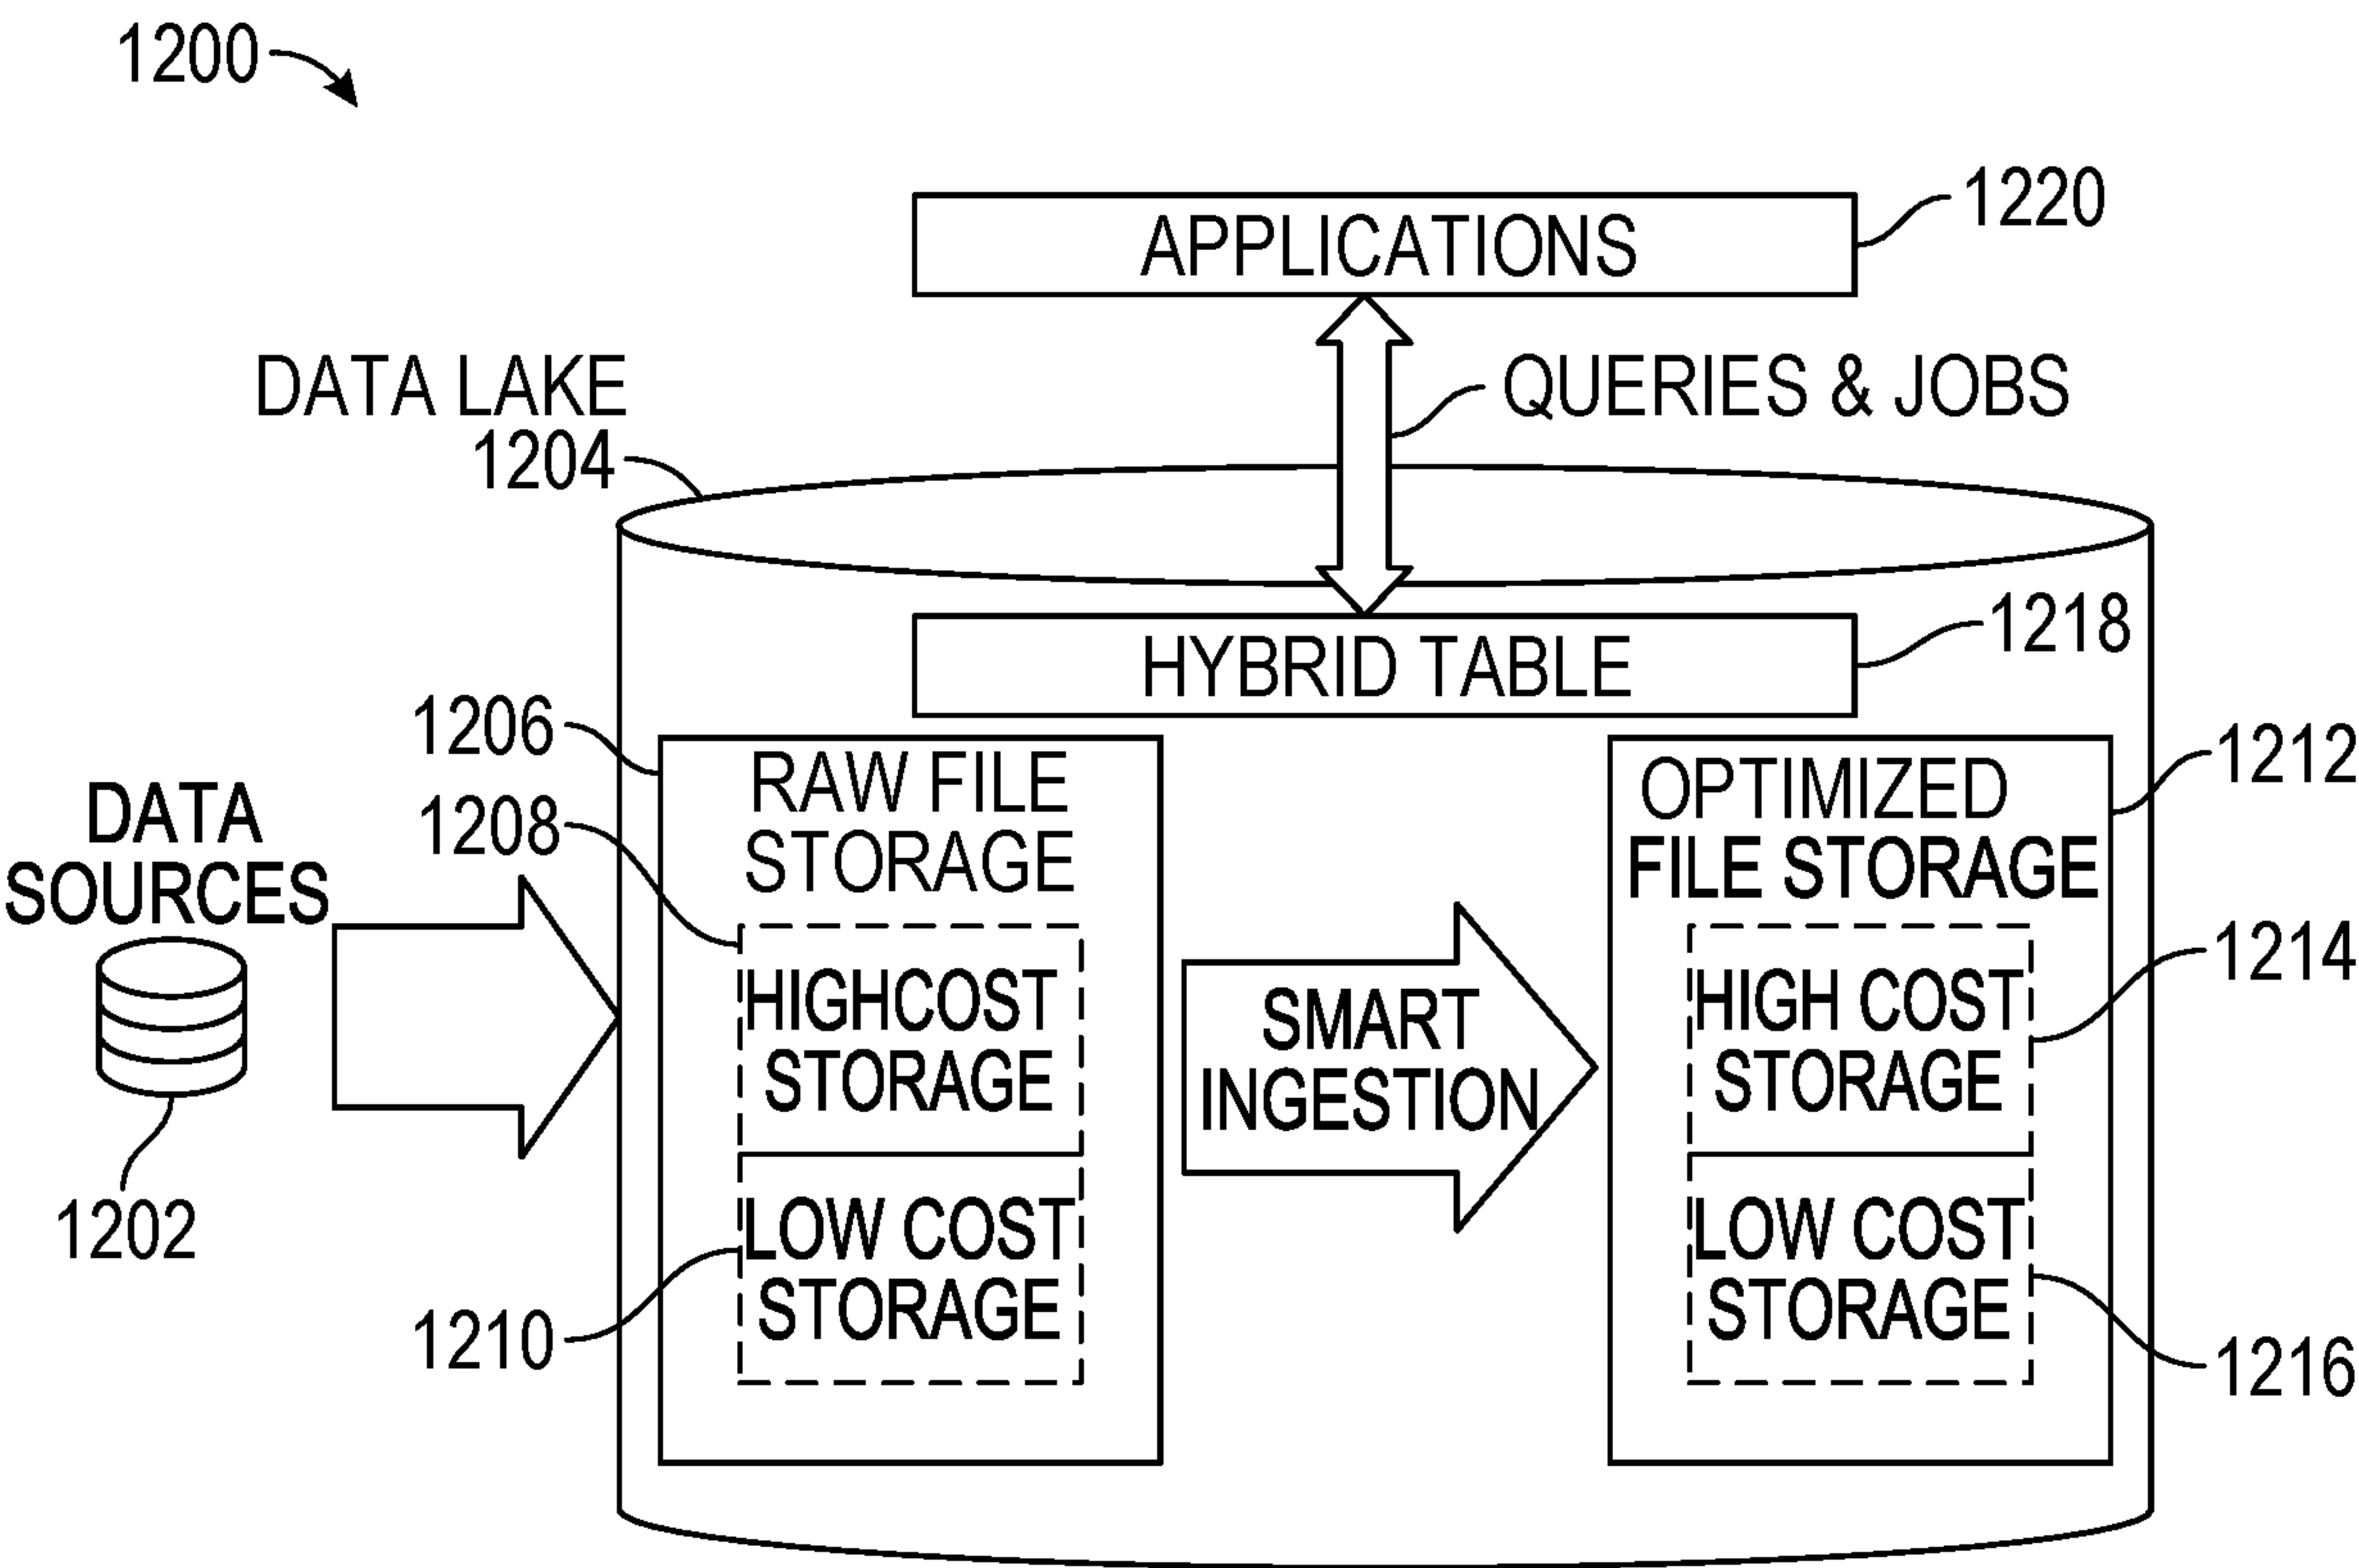 1200
APPLICATIONS
1220
DATA LAKE
1204
QUERIES & JOBS
HYBRID TABLE
1218
1206
1208
DATA
SOURCES
1202
RAW FILE
STORAGE
HIGHCOST
STORAGE
LOW COST
STORAGE
1210
SMART
INGESTION
OPTIMIZED
FILE STORAGE
1212
HIGH COST
STORAGE
1214
LOW COST
STORAGE
1216